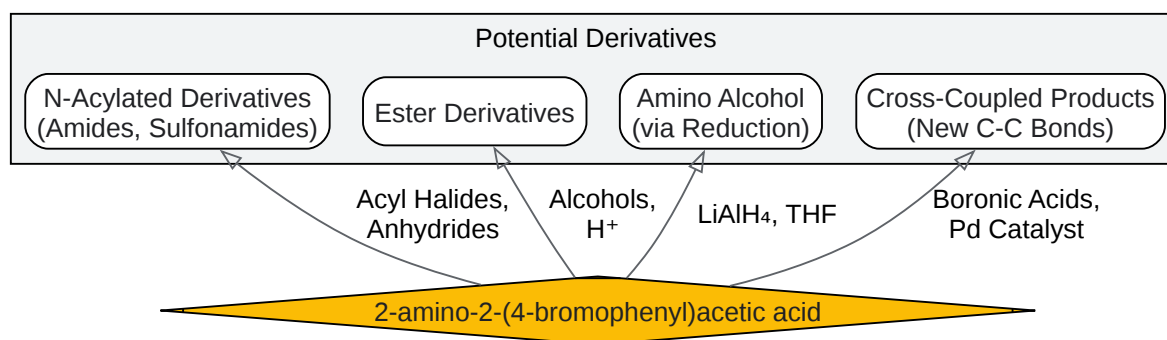 Potential Derivatives
N-Acylated Derivatives
(Amides, Sulfonamides)
Ester Derivatives
Amino Alcohol
(via Reduction)
Cross-Coupled Products
(New C-C Bonds)
Acyl Halides,
Anhydrides
Alcohols,
H⁺
LiAlH₄, THF
Boronic Acids,
Pd Catalyst
2-amino-2-(4-bromophenyl)acetic acid